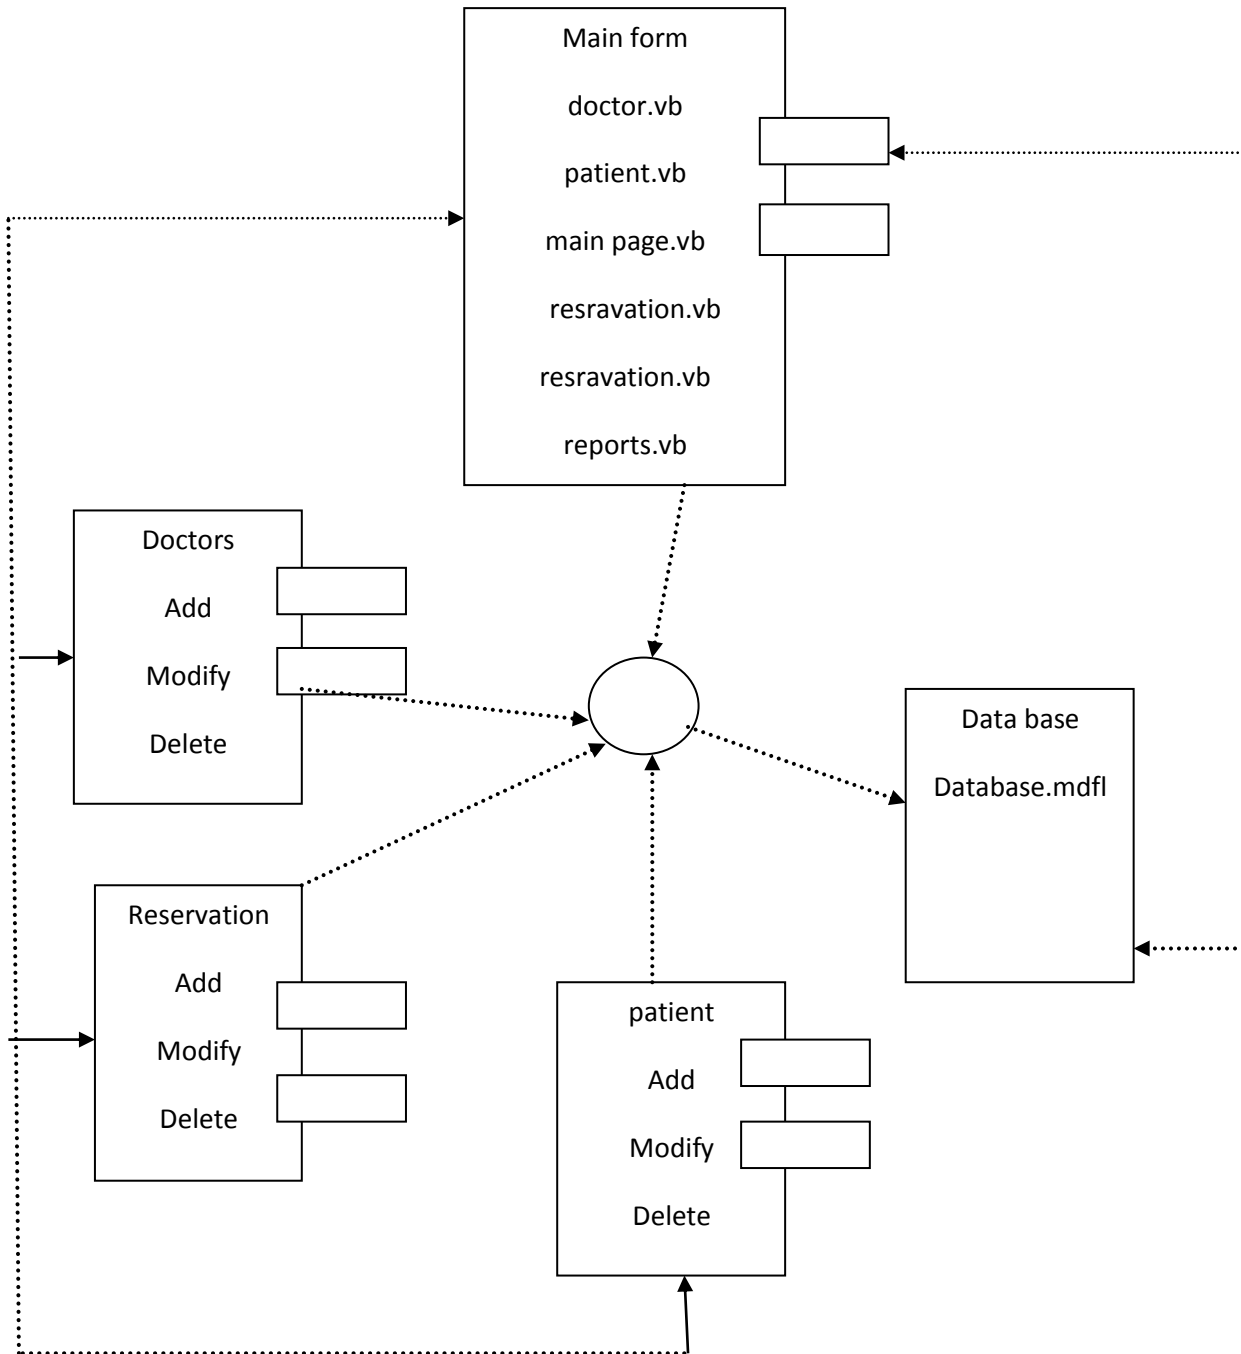 Main form
doctor.vb
patient.vb
main page.vb
resravation.vb
resravation.vb
reports.vb
Doctors
Add
Modify
Delete
Data base
Database.mdfl
Reservation
Add
Modify
Delete
patient
Add
Modify
Delete